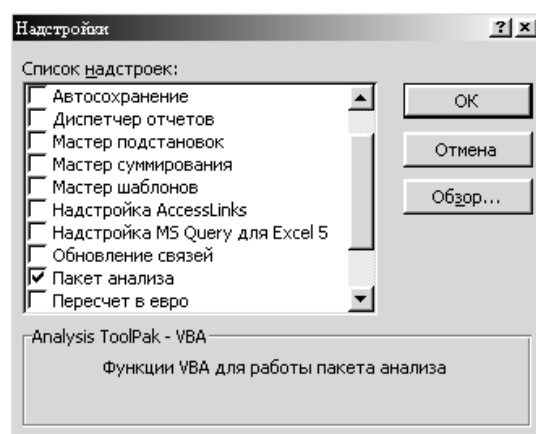 Надстройки
Список надстроек:
Автосохранение
Диспетчер отчетов
Мастер подстановок
Мастер суммирования
Мастер шаблонов
Надстройка AccessLinks
Надстройка MS Query для Excel 5
Обновление связей
Пакет анализа
Пересчет в евро
ОК
Отмена
Обзор...
Analysis ToolPak - VBA
Функции VBA для работы пакета анализа